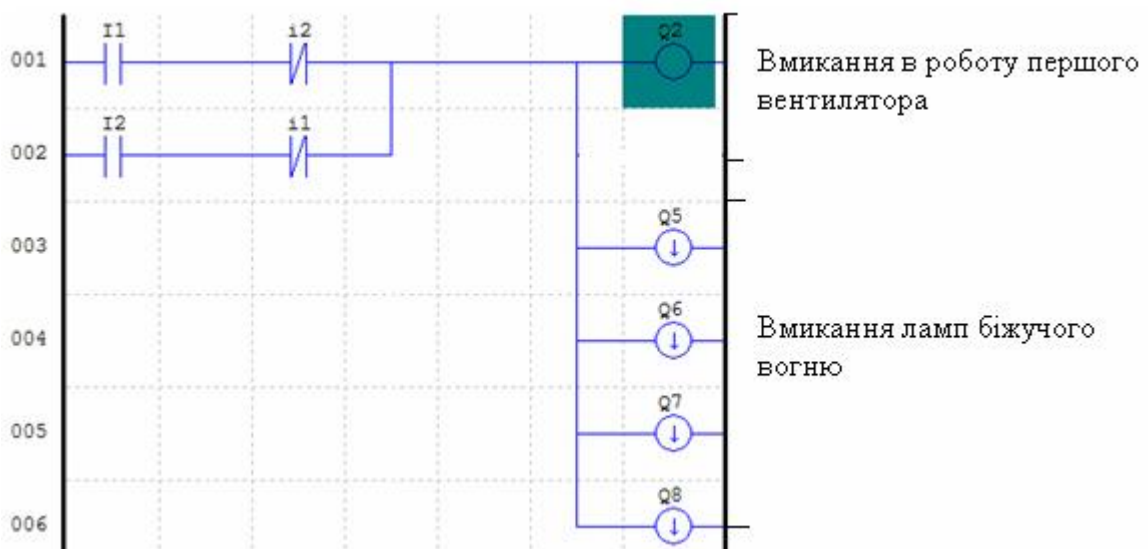 I1 i2 Q2
001
Вмикання в роботу першого
вентилятора
I2 i1
002
Q5
003
Q6
004
Вмикання ламп біжучого
вогню
Q7
005
Q8
006